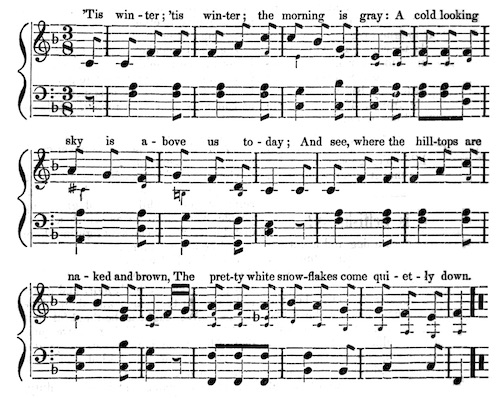 'Tis win-ter; 'tis win-ter; the morning is gray: A cold looking
sky is a-bove us to-day; And see, where the hill-tops are
na-ked and brown, The pret-ty white snow-flakes come qui-et-ly down.